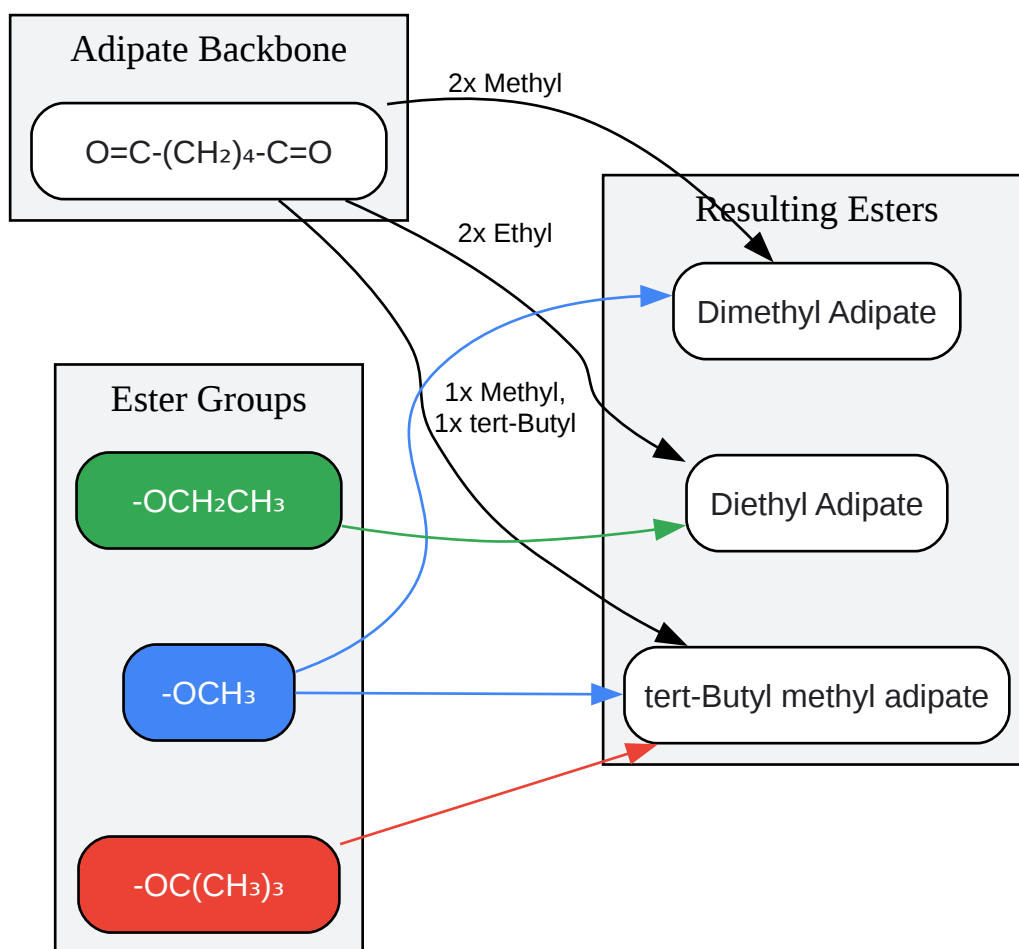 Adipate Backbone
O=C-(CH₂)₄-C=O
2x Methyl
2x Ethyl
1x Methyl,
1x tert-Butyl
Resulting Esters
Dimethyl Adipate
Diethyl Adipate
tert-Butyl methyl adipate
Ester Groups
-OCH₂CH₃
-OCH₃
-OC(CH₃)₃